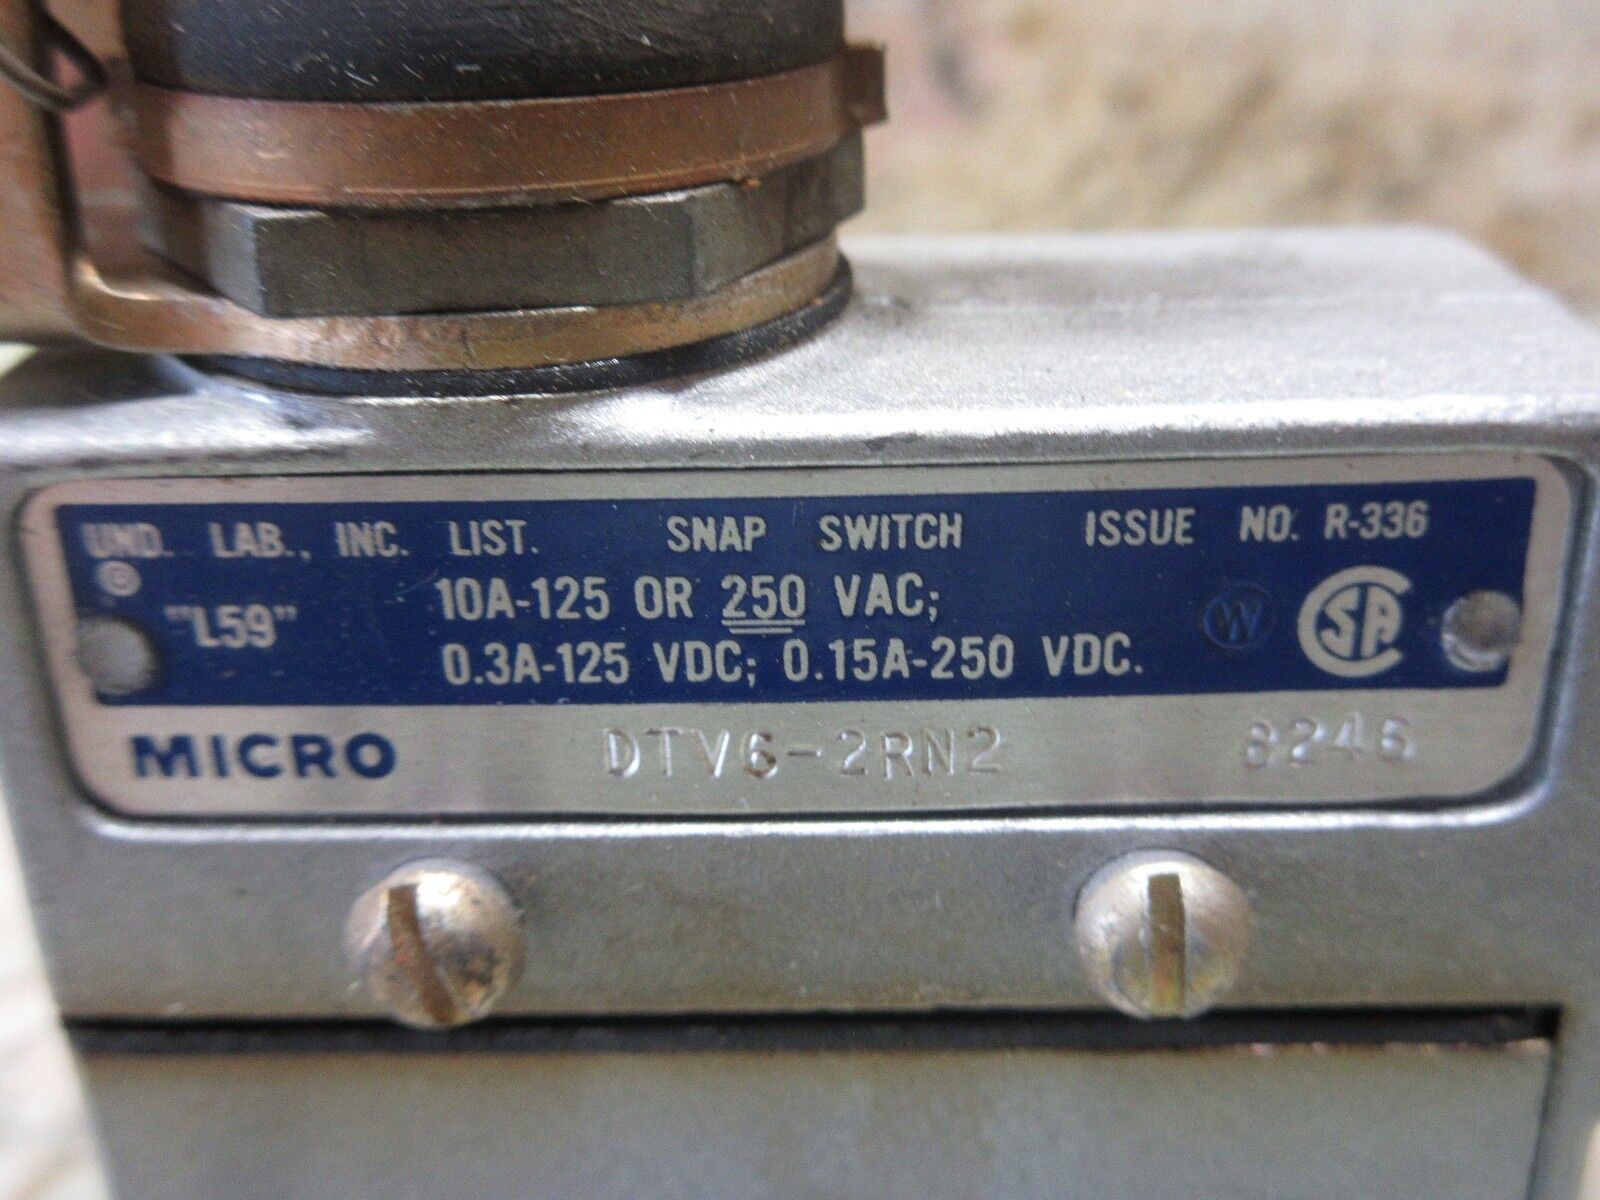 UND. LAB., INC. LIST. SNAP SWITCH ISSUE NO. R-336
©
"L59"
10A-125 OR 250 VAC;
0.3A-125 VDC; 0.15A-250 VDC.
W
CSA
MICRO DTV6-2RN2 8246